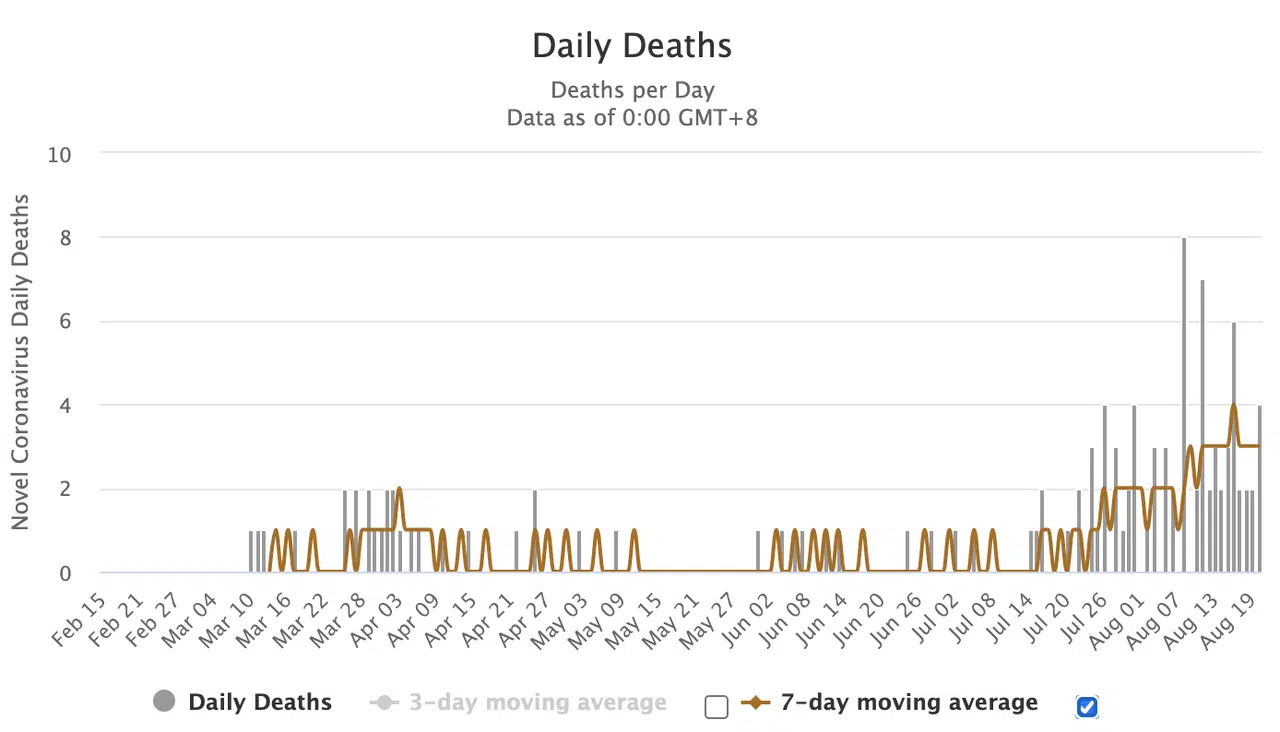 Daily Deaths
Deaths per Day
Data as of 0:00 GMT+8
Novel Coronavirus Daily Deaths
10
8
6
4
2
0
Feb 15
Feb 21
Feb 27
Mar 04
Mar 10
Mar 16
Mar 22
Mar 28
Apr 03
Apr 09
Apr 15
Apr 21
Apr 27
May 03
May 09
May 15
May 21
May 27
Jun 02
Jun 08
Jun 14
Jun 20
Jun 26
Jul 02
Jul 08
Jul 14
Jul 20
Jul 26
Aug 01
Aug 07
Aug 13
Aug 19
Daily Deaths 3-day moving average 7-day moving average